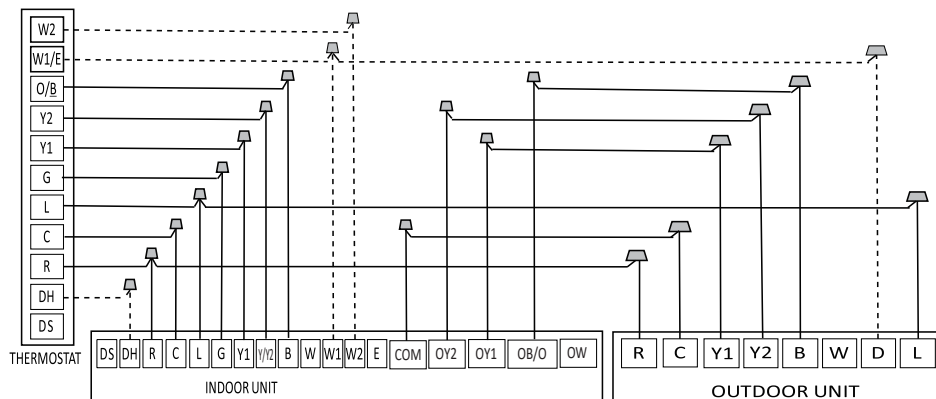 W2
W1/E
O/B
Y2
Y1
G
L
C
R
DH
DS
THERMOSTAT
DS DH R C L G Y1 Y/Y2 B W W1 W2 E COM OY2 OY1 OB/O OW
INDOOR UNIT
R C Y1 Y2 B W D L
OUTDOOR UNIT